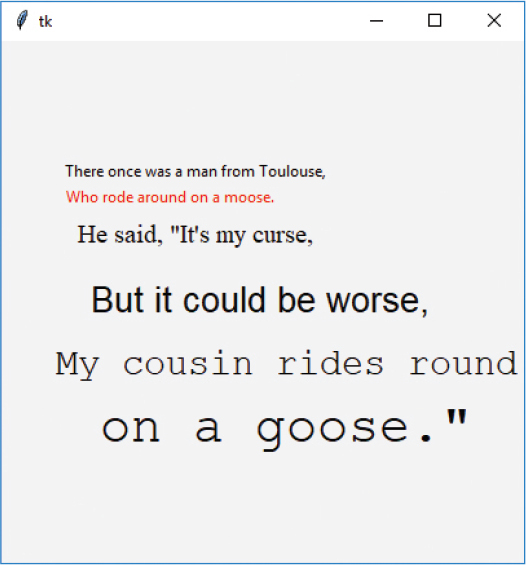 tk
There once was a man from Toulouse,
Who rode around on a moose.
He said, "It's my curse,
But it could be worse,
My cousin rides round
on a goose."